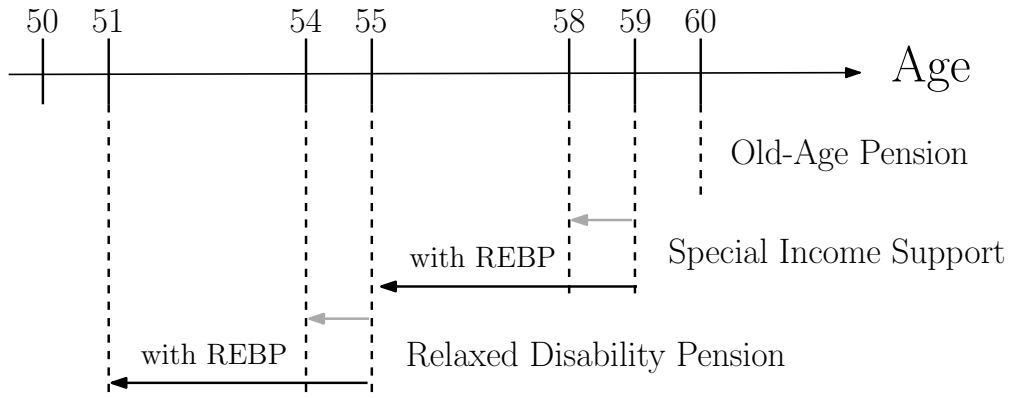 50 51 54 55 58 59 60
Age
Old-Age Pension
with REBP
Special Income Support
with REBP
Relaxed Disability Pension